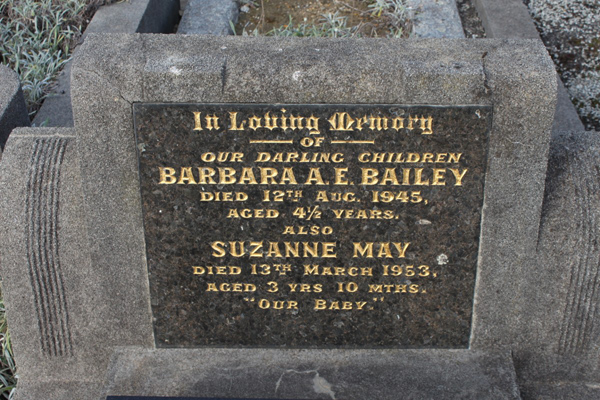 In Loving Memory
OF
OUR DARLING CHILDREN
BARBARA A. E. BAILEY
DIED 12TH AUG. 1945,
AGED 4½ YEARS.
ALSO
SUZANNE MAY
DIED 13TH MARCH 1953.
AGED 3 YRS 10 MTHS.
"OUR BABY."